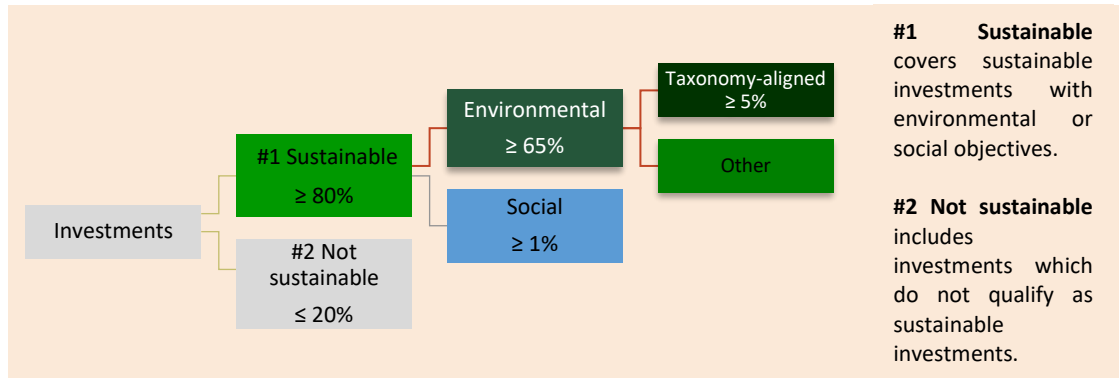 Investments
#1 Sustainable
≥ 80%
#2 Not
sustainable
≤ 20%
Environmental
≥ 65%
Social
≥ 1%
Taxonomy-aligned
≥ 5%
Other
#1 Sustainable
covers sustainable
investments with
environmental or
social objectives.
#2 Not sustainable
includes
investments which
do not qualify as
sustainable
investments.